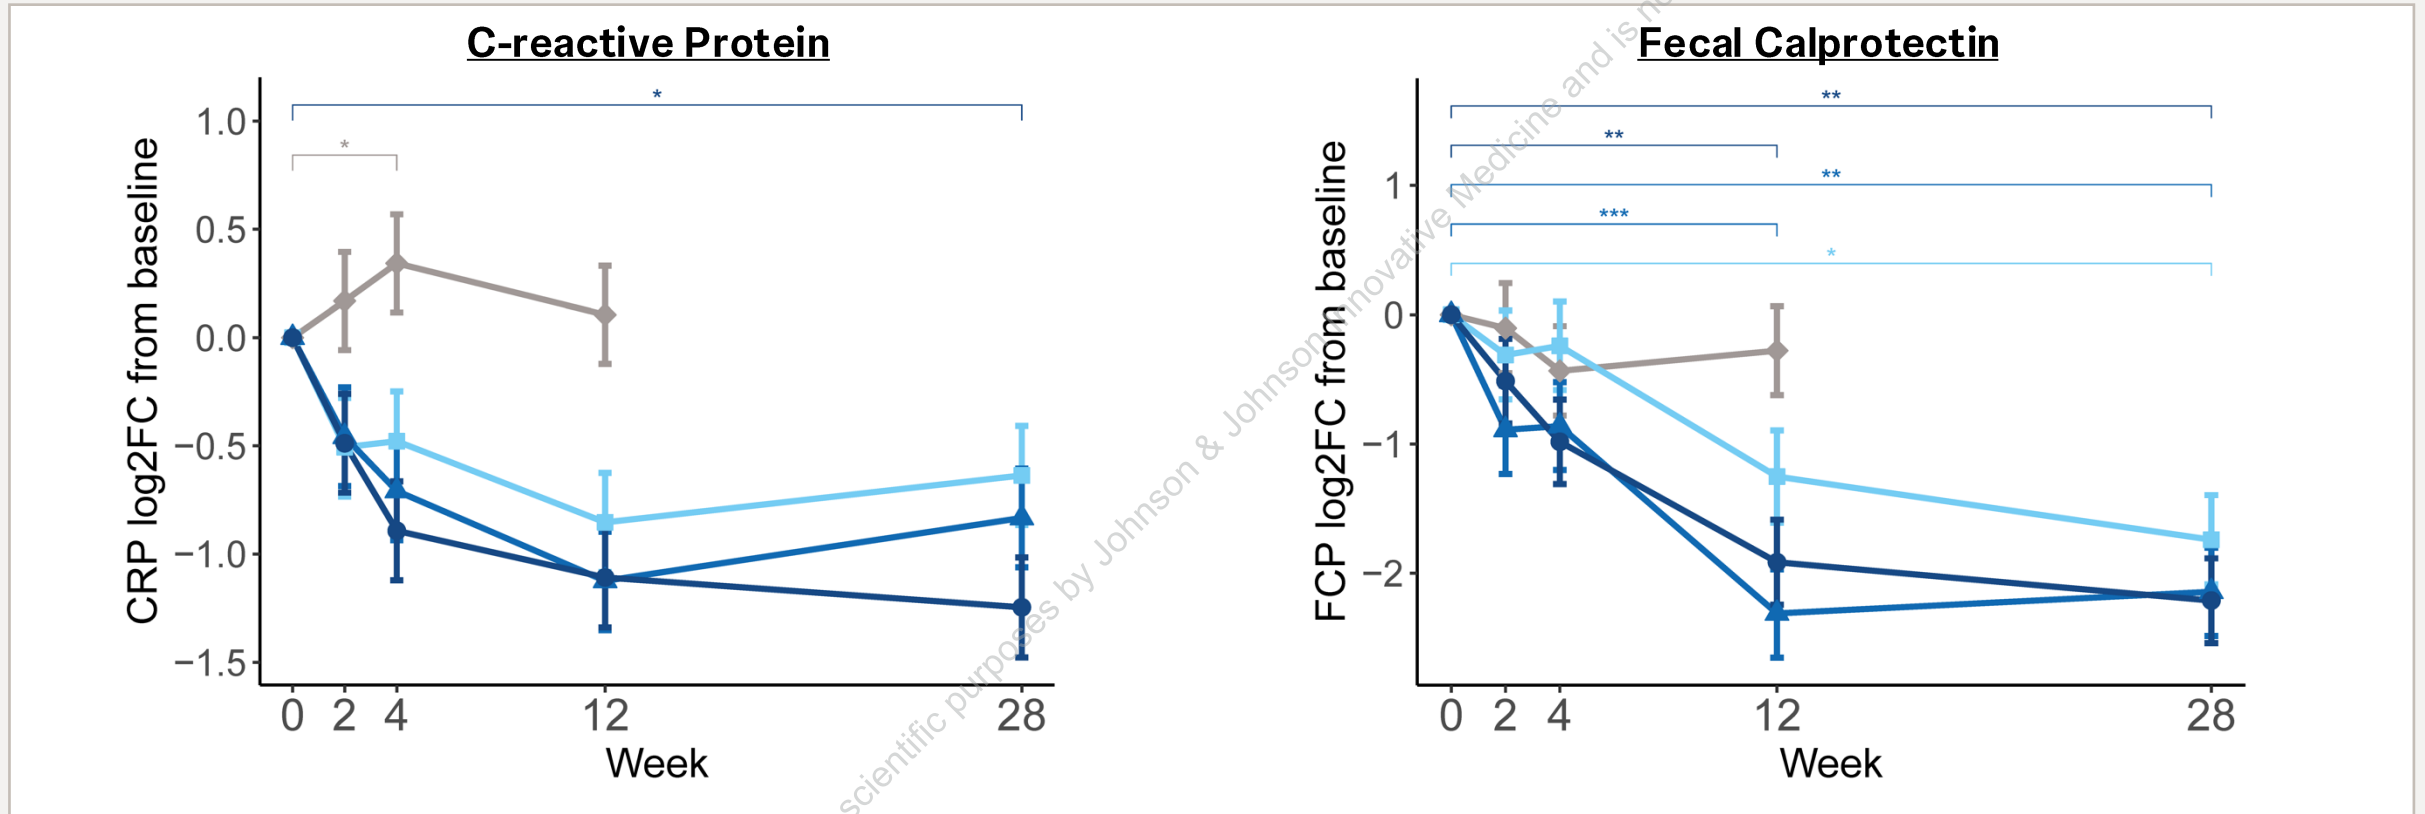 C-reactive Protein
CRP log2FC from baseline
1.0
0.5
0.0
−0.5
−1.0
−1.5
*
*
0 2 4 12 28
Week
Fecal Calprotectin
FCP log2FC from baseline
1
0
−1
−2
**
**
**
***
*
0 2 4 12 28
Week
scientific purposes by Johnson & Johnson Innovative Medicine and is